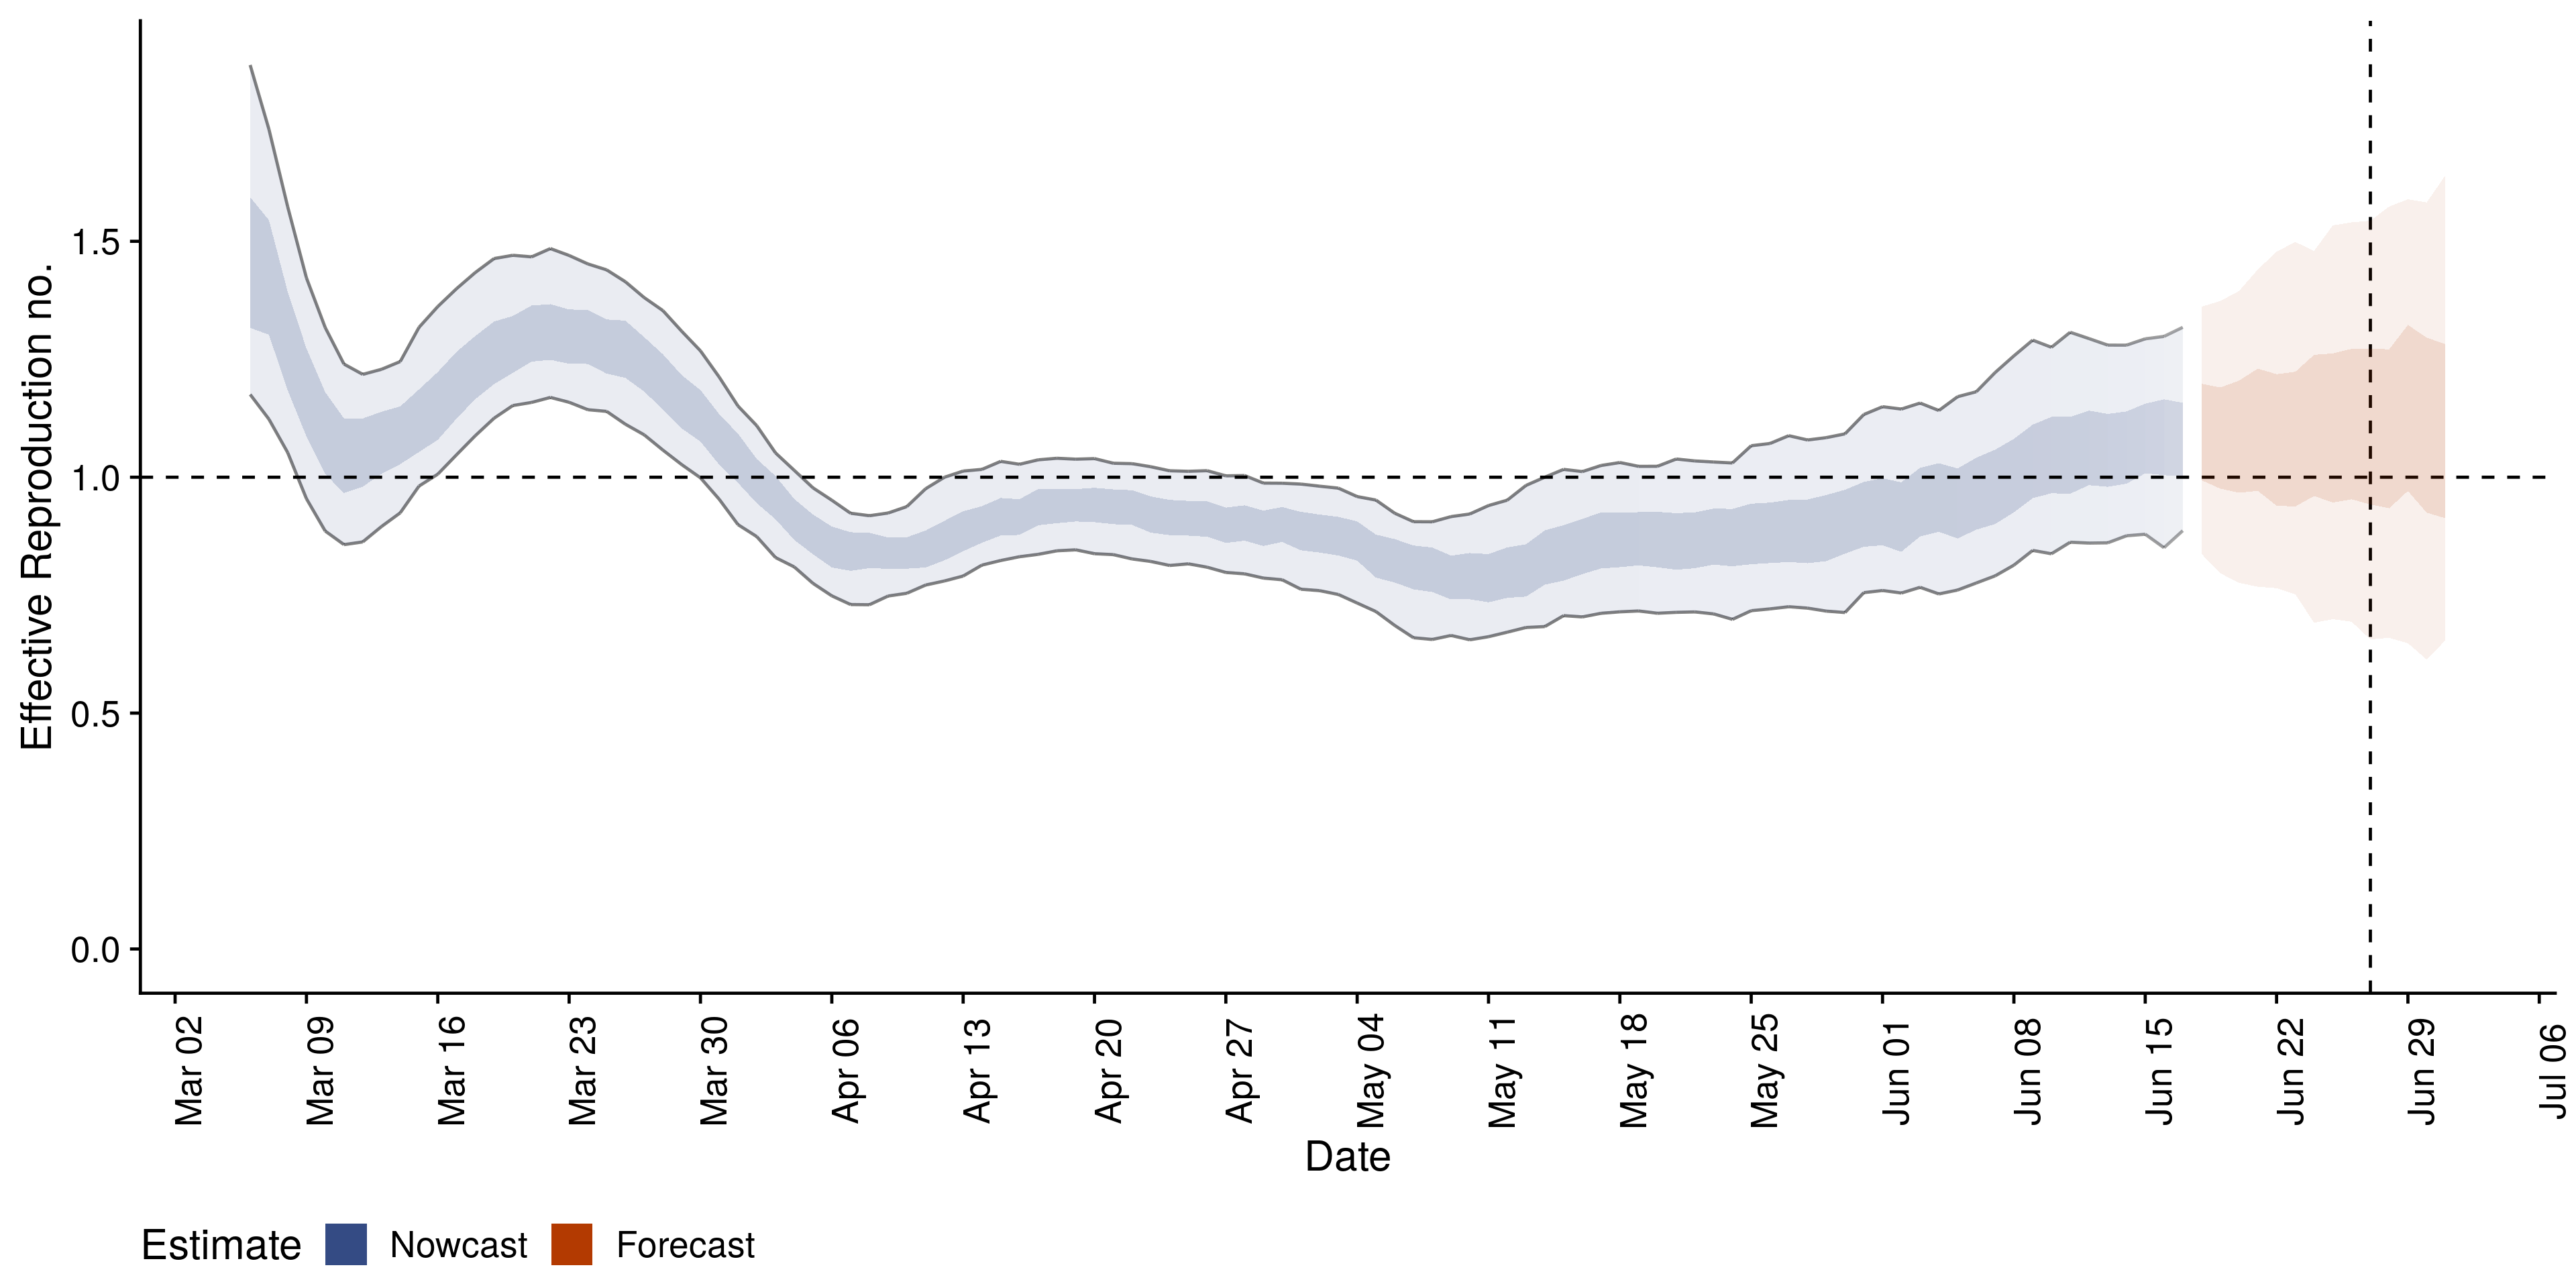 Effective Reproduction no.
1.5
1.0
0.5
0.0
Mar 02
Mar 09
Mar 16
Mar 23
Mar 30
Apr 06
Apr 13
Apr 20
Apr 27
May 04
May 11
May 18
May 25
Jun 01
Jun 08
Jun 15
Jun 22
Jun 29
Jul 06
Date
Estimate Nowcast Forecast